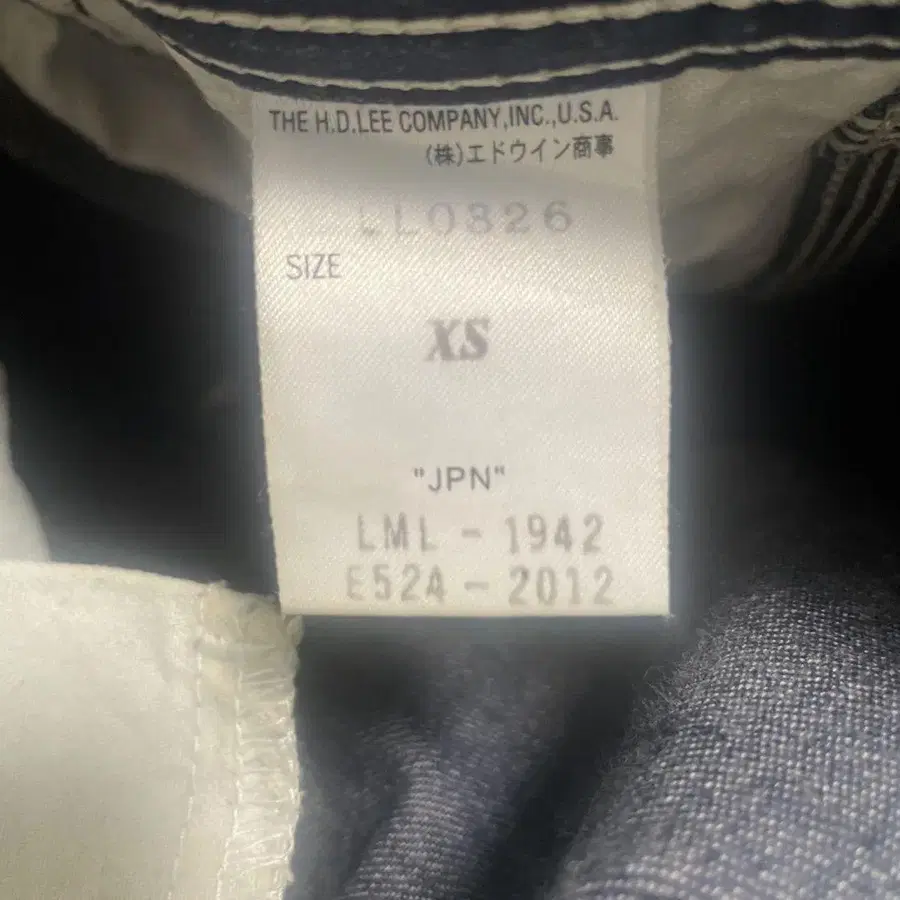 THE H.D.LEE COMPANY,INC.,U.S.A.
(株)エドウイン商事
LL0326
SIZE
XS
"JPN"
LML - 1942
E524 - 2012